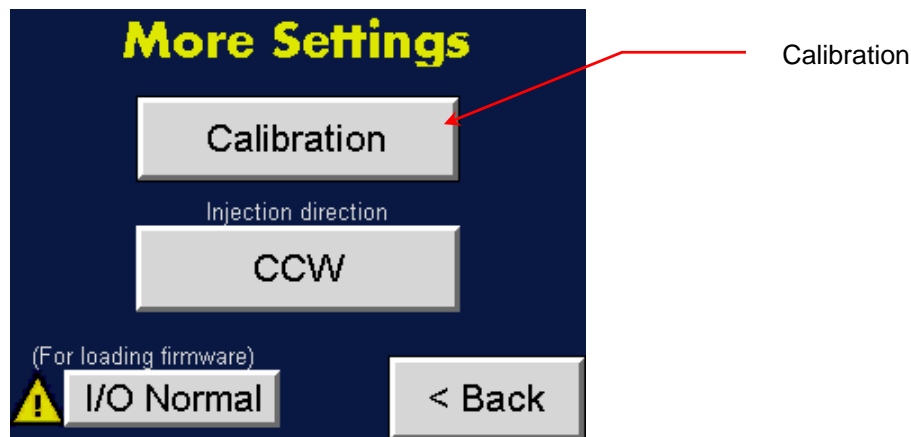 More Settings
Calibration
Calibration
Injection direction
CCW
(For loading firmware)
I/O Normal
< Back